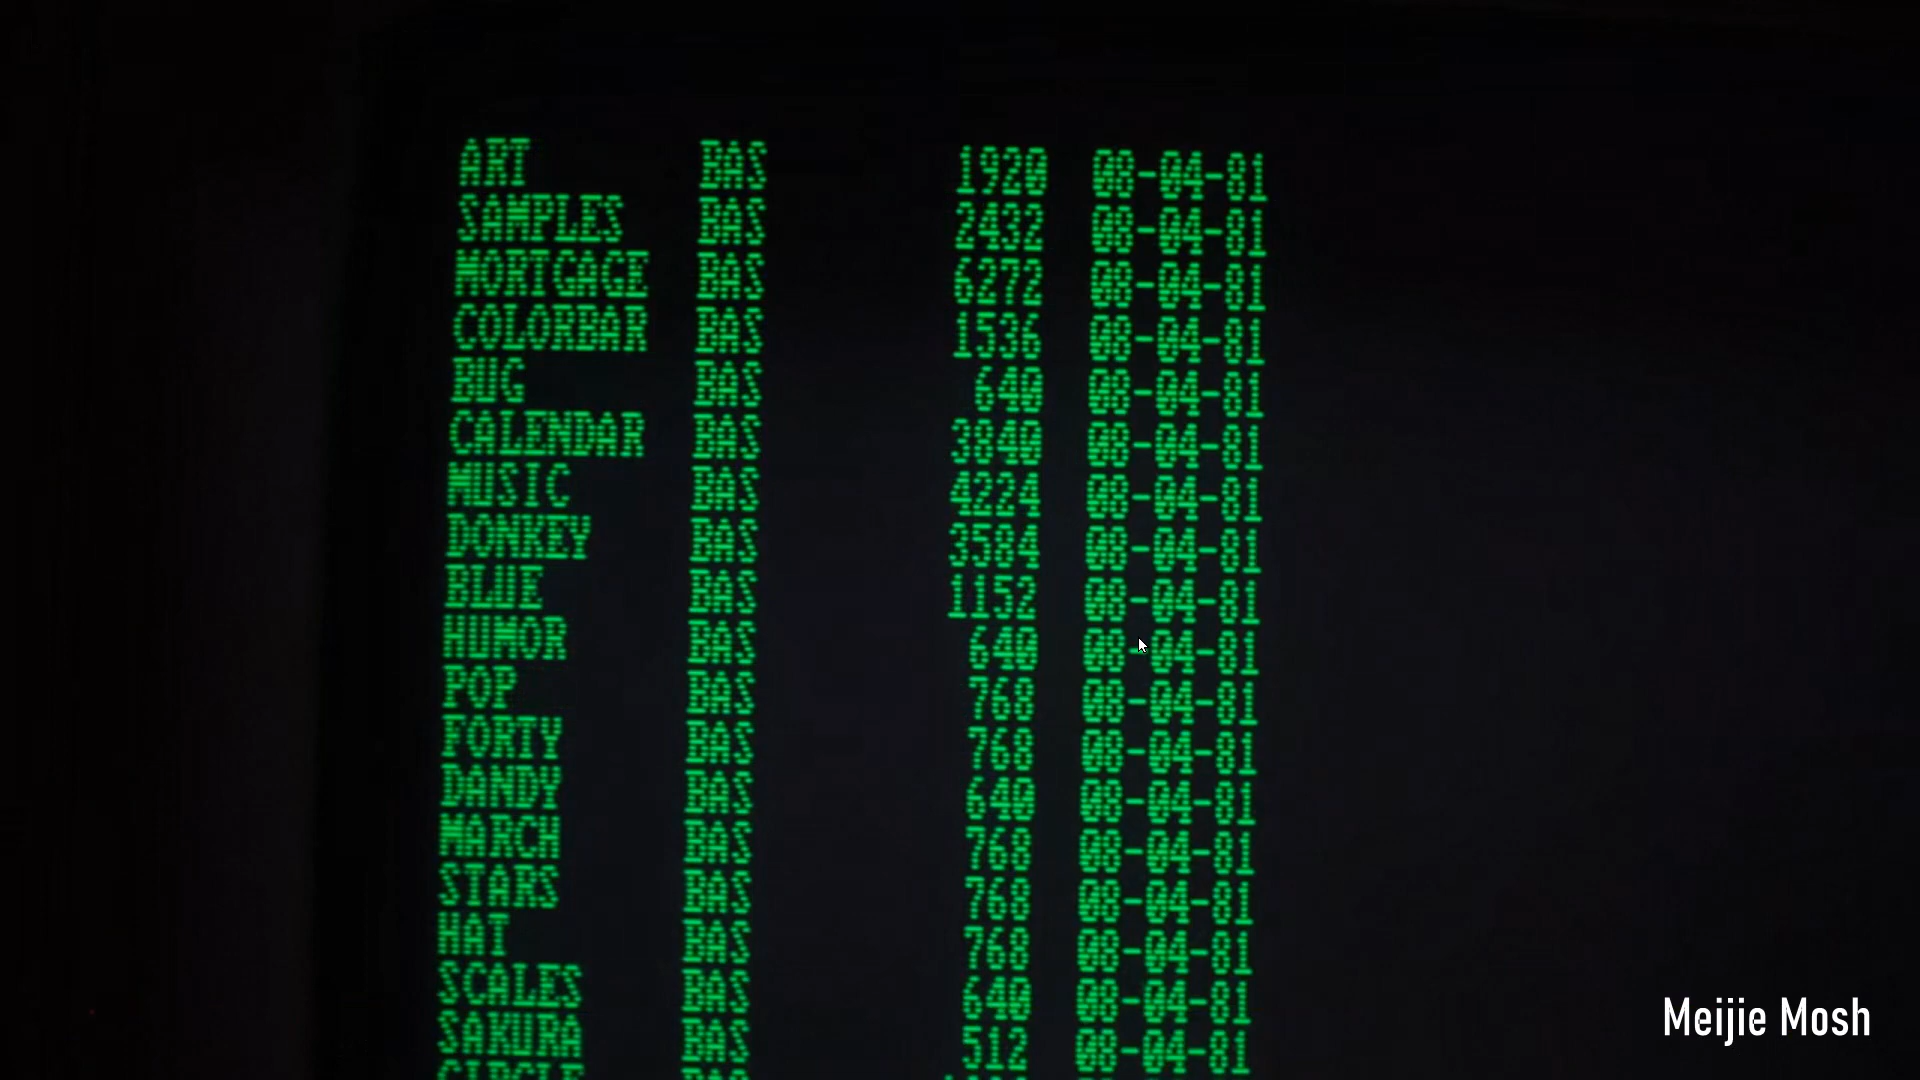 ART BAS 1920 08-04-81
SAMPLES BAS 2432 08-04-81
MORTGAGE BAS 6272 08-04-81
COLORBAR BAS 1536 08-04-81
BUG BAS 640 08-04-81
CALENDAR BAS 3840 08-04-81
MUSIC BAS 4224 08-04-81
DONKEY BAS 3584 08-04-81
BLUE BAS 1152 08-04-81
HUMOR BAS 640 08-04-81
POP BAS 768 08-04-81
FORTY BAS 768 08-04-81
DANDY BAS 640 08-04-81
MARCH BAS 768 08-04-81
STARS BAS 768 08-04-81
HAT BAS 768 08-04-81
SCALES BAS 640 08-04-81
SAKURA BAS 512 08-04-81
CIRCLE BAS
Meijie Mosh